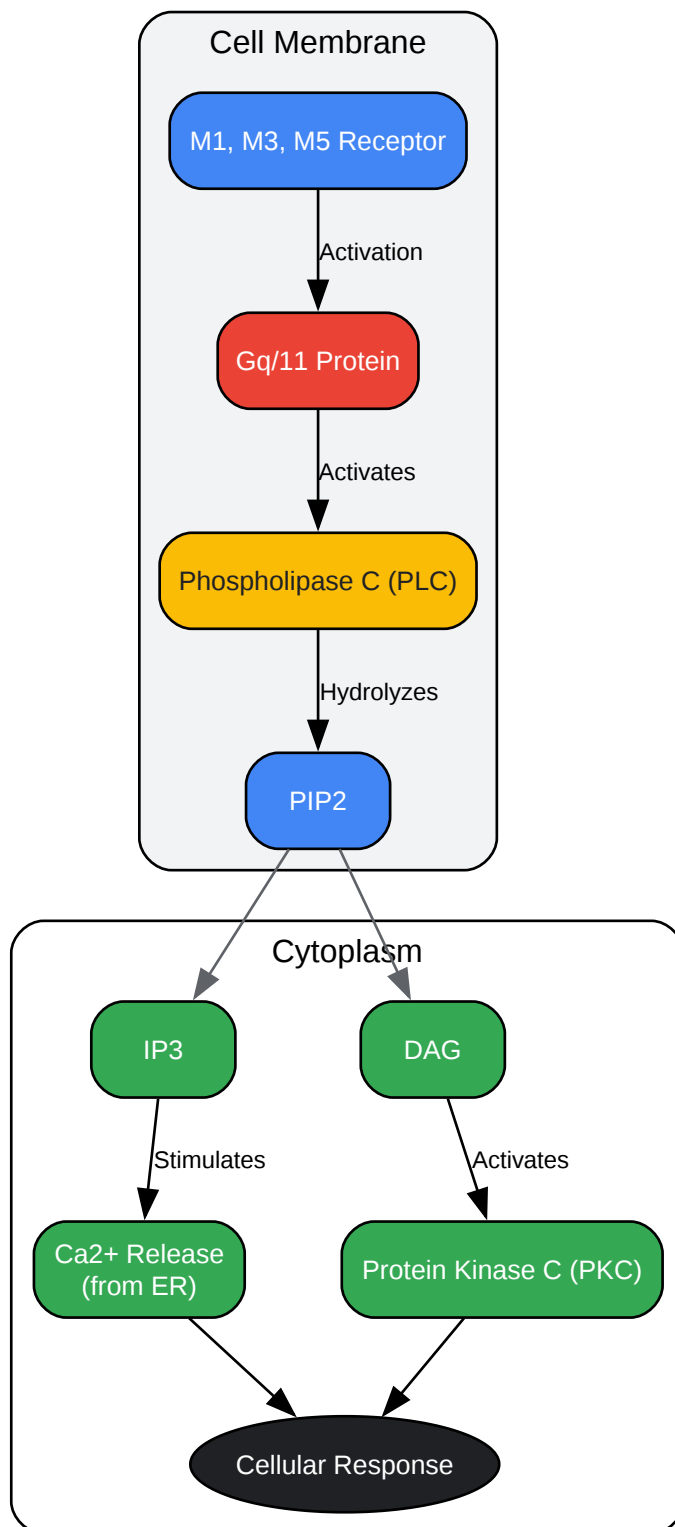 Cell Membrane
M1, M3, M5 Receptor
Activation
Gq/11 Protein
Activates
Phospholipase C (PLC)
Hydrolyzes
PIP2
Cytoplasm
IP3
DAG
Stimulates
Activates
Ca2+ Release
(from ER)
Protein Kinase C (PKC)
Cellular Response